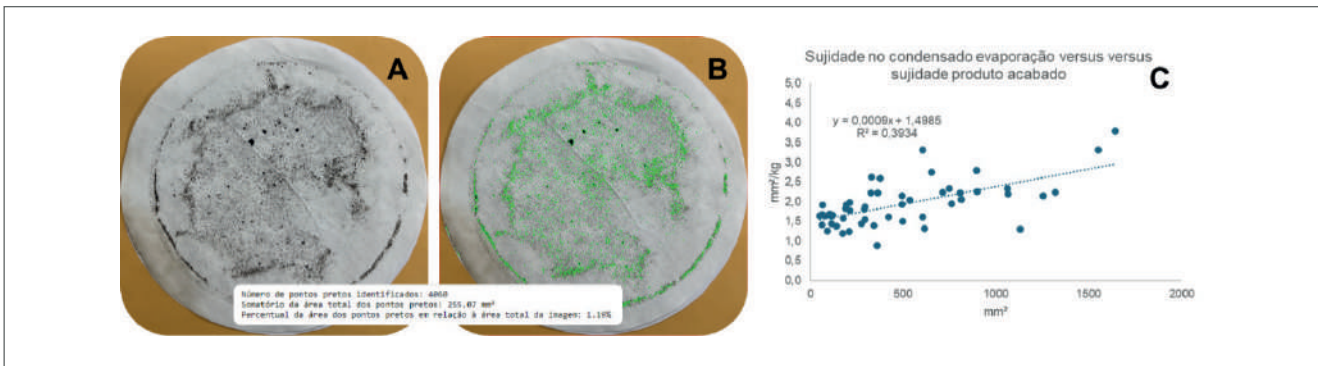 A
B
Número de pontos pretos identificados: 4060
Somatório da área total dos pontos pretos: 255.07 mm²
Percentual da área dos pontos pretos em relação à área total da imagem: 1.19%
Sujidade no condensado evaporação versus versus
sujidade produto acabado
C
y = 0,0009x + 1,4985
R² = 0,3934
mm²/kg
5,0
4,5
4,0
3,5
3,0
2,5
2,0
1,5
1,0
0,5
0,0
0
500
1000
1500
2000
mm²